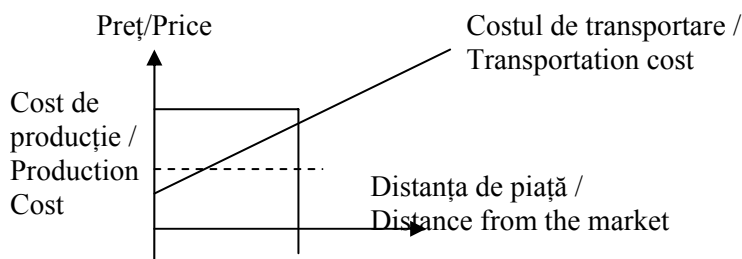 Preț/Price
Costul de transportare /
Transportation cost
Cost de
producție /
Production
Cost
Distanța de piață /
Distance from the market